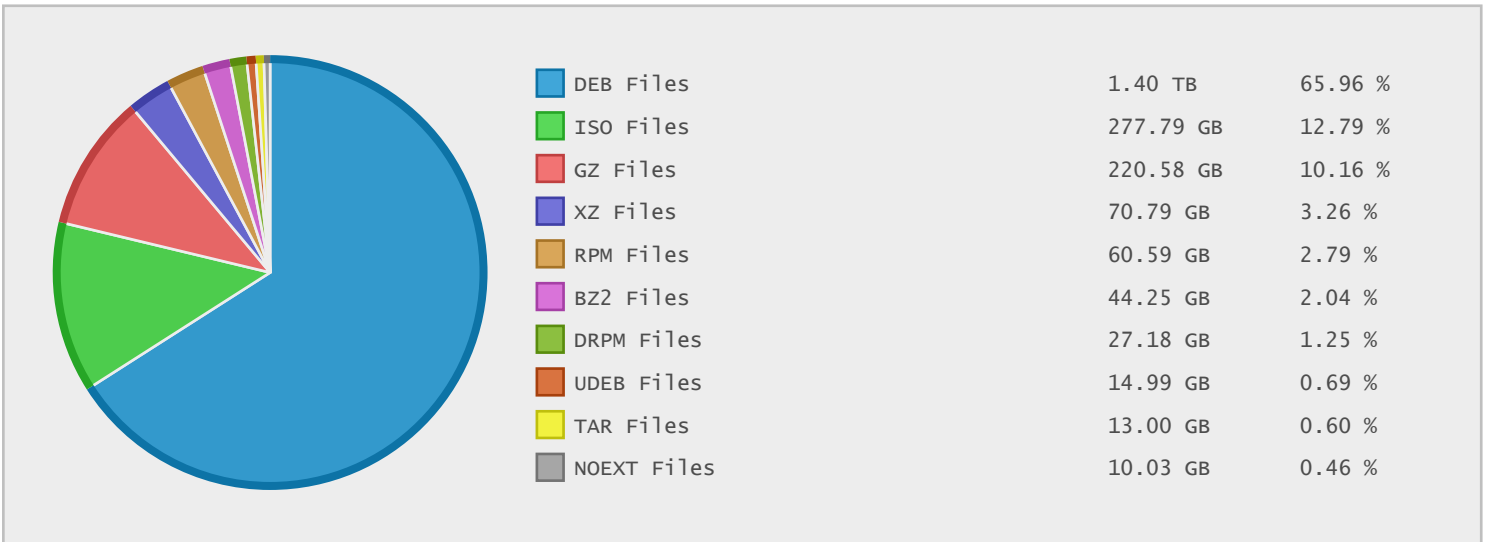 DEB Files 1.40 TB 65.96 %
ISO Files 277.79 GB 12.79 %
GZ Files 220.58 GB 10.16 %
XZ Files 70.79 GB 3.26 %
RPM Files 60.59 GB 2.79 %
BZ2 Files 44.25 GB 2.04 %
DRPM Files 27.18 GB 1.25 %
UDEB Files 14.99 GB 0.69 %
TAR Files 13.00 GB 0.60 %
NOEXT Files 10.03 GB 0.46 %